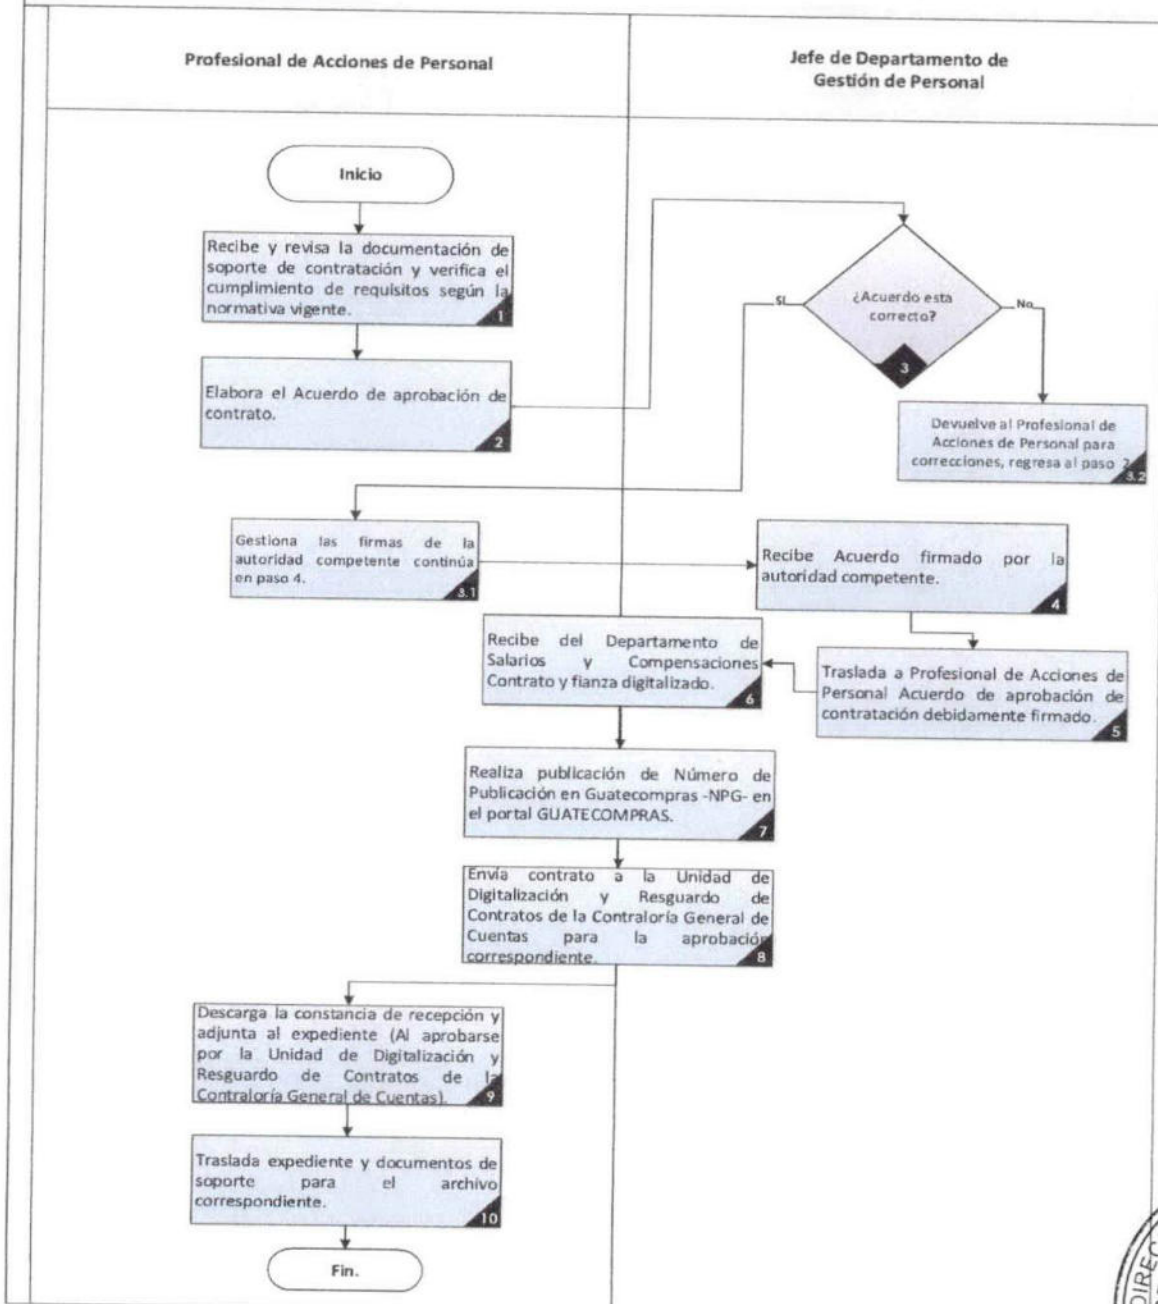 Profesional de Acciones de Personal
Jefe de Departamento de
Gestión de Personal
Inicio
Recibe y revisa la documentación de
soporte de contratación y verifica el
cumplimiento de requisitos según la
normativa vigente.
1
Elabora el Acuerdo de aprobación de
contrato.
2
¿Acuerdo esta
correcto?
3
Si
No
Devuelve al Profesional de
Acciones de Personal para
correcciones, regresa al paso 2
3.2
Gestiona las firmas de la
autoridad competente continúa
en paso 4.
3.1
Recibe Acuerdo firmado por la
autoridad competente.
4
Traslada a Profesional de Acciones de
Personal Acuerdo de aprobación de
contratación debidamente firmado.
5
Recibe del Departamento de
Salarios y Compensaciones
Contrato y fianza digitalizado.
6
Realiza publicación de Número de
Publicación en Guatecompras -NPG- en
el portal GUATECOMPRAS.
7
Envía contrato a la Unidad de
Digitalización y Resguardo de
Contratos de la Contraloría General de
Cuentas para la aprobación
correspondiente.
8
Descarga la constancia de recepción y
adjunta al expediente (Al aprobarse
por la Unidad de Digitalización y
Resguardo de Contratos de la
Contraloría General de Cuentas).
9
Traslada expediente y documentos de
soporte para el archivo
correspondiente.
10
Fin.
DIREC